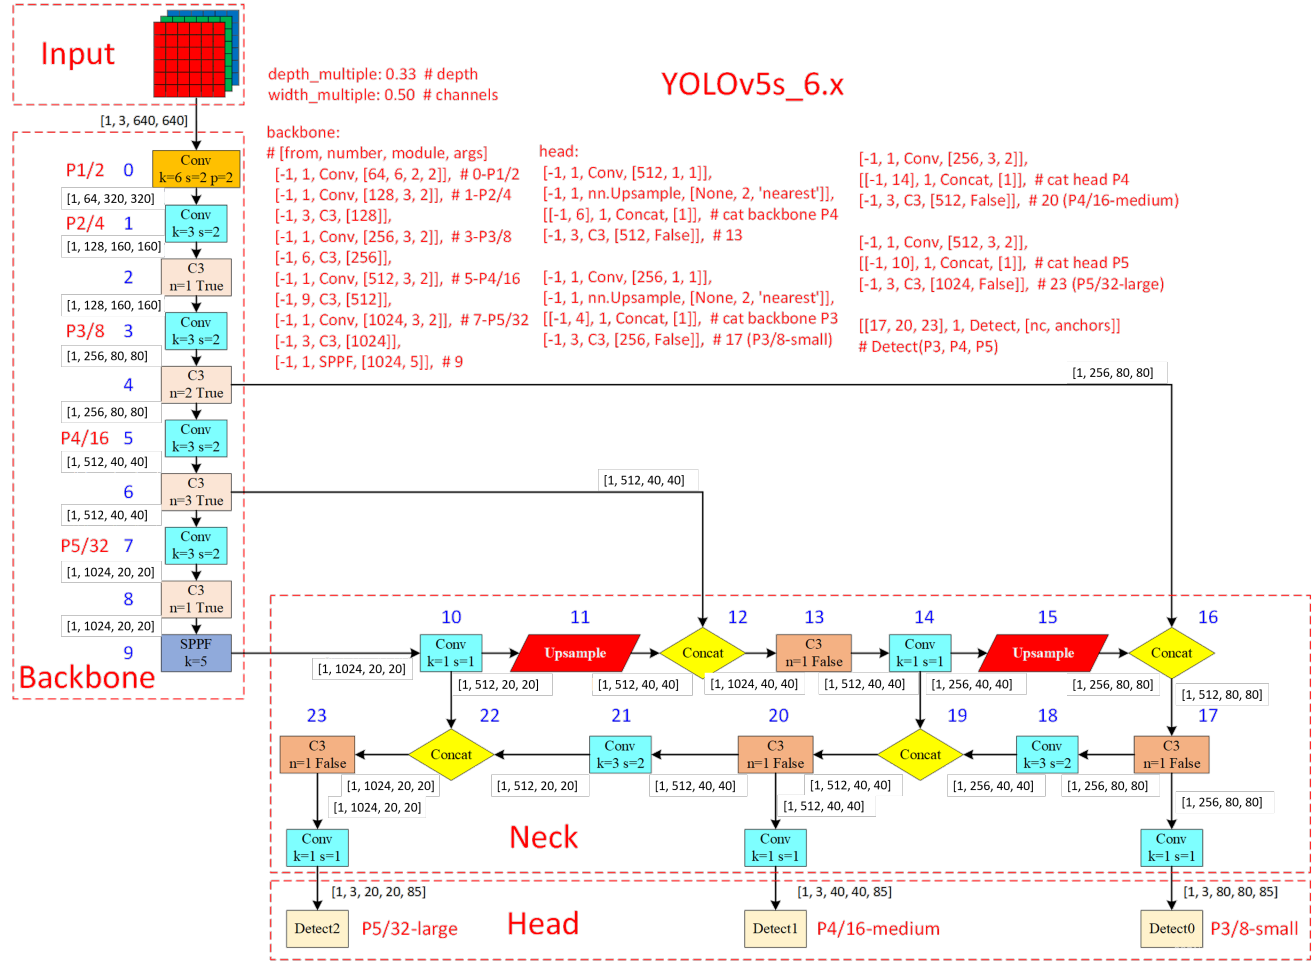 Input
depth_multiple: 0.33  # depth
width_multiple: 0.50  # channels
YOLOv5s_6.x
[1, 3, 640, 640]
backbone:
# [from, number, module, args]
[-1, 1, Conv, [64, 6, 2, 2]],  # 0-P1/2
[-1, 1, Conv, [128, 3, 2]],  # 1-P2/4
[-1, 3, C3, [128]],
[-1, 1, Conv, [256, 3, 2]],  # 3-P3/8
[-1, 6, C3, [256]],
[-1, 1, Conv, [512, 3, 2]],  # 5-P4/16
[-1, 9, C3, [512]],
[-1, 1, Conv, [1024, 3, 2]],  # 7-P5/32
[-1, 3, C3, [1024]],
[-1, 1, SPPF, [1024, 5]],  # 9
head:
[-1, 1, Conv, [512, 1, 1]],
[-1, 1, nn.Upsample, [None, 2, 'nearest']],
[[-1, 6], 1, Concat, [1]],  # cat backbone P4
[-1, 3, C3, [512, False]],  # 13
[-1, 1, Conv, [256, 1, 1]],
[-1, 1, nn.Upsample, [None, 2, 'nearest']],
[[-1, 4], 1, Concat, [1]],  # cat backbone P3
[-1, 3, C3, [256, False]],  # 17 (P3/8-small)
[-1, 1, Conv, [256, 3, 2]],
[[-1, 14], 1, Concat, [1]],  # cat head P4
[-1, 3, C3, [512, False]],  # 20 (P4/16-medium)
[-1, 1, Conv, [512, 3, 2]],
[[-1, 10], 1, Concat, [1]],  # cat head P5
[-1, 3, C3, [1024, False]],  # 23 (P5/32-large)
[[17, 20, 23], 1, Detect, [nc, anchors]]
# Detect(P3, P4, P5)
P1/2 0
Conv
k=6 s=2 p=2
[1, 64, 320, 320]
P2/4 1
Conv
k=3 s=2
[1, 128, 160, 160]
2
C3
n=1 True
[1, 128, 160, 160]
P3/8 3
Conv
k=3 s=2
[1, 256, 80, 80]
4
C3
n=2 True
[1, 256, 80, 80]
[1, 256, 80, 80]
P4/16 5
Conv
k=3 s=2
[1, 512, 40, 40]
6
C3
n=3 True
[1, 512, 40, 40]
[1, 512, 40, 40]
P5/32 7
Conv
k=3 s=2
[1, 1024, 20, 20]
8
C3
n=1 True
[1, 1024, 20, 20]
9
SPPF
k=5
Backbone
[1, 1024, 20, 20]
10
Conv
k=1 s=1
[1, 512, 20, 20]
11
Upsample
[1, 512, 40, 40]
12
Concat
[1, 1024, 40, 40]
13
C3
n=1 False
[1, 512, 40, 40]
14
Conv
k=1 s=1
[1, 256, 40, 40]
15
Upsample
[1, 256, 80, 80]
16
Concat
[1, 512, 80, 80]
23
C3
n=1 False
[1, 1024, 20, 20]
[1, 1024, 20, 20]
22
Concat
[1, 512, 20, 20]
21
Conv
k=3 s=2
[1, 512, 40, 40]
20
C3
n=1 False
[1, 512, 40, 40]
[1, 512, 40, 40]
19
Concat
[1, 256, 40, 40]
18
Conv
k=3 s=2
[1, 256, 80, 80]
17
C3
n=1 False
[1, 256, 80, 80]
Conv
k=1 s=1
Neck
Conv
k=1 s=1
Conv
k=1 s=1
[1, 3, 20, 20, 85]
[1, 3, 40, 40, 85]
[1, 3, 80, 80, 85]
Detect2
P5/32-large
Head
Detect1
P4/16-medium
Detect0
P3/8-small